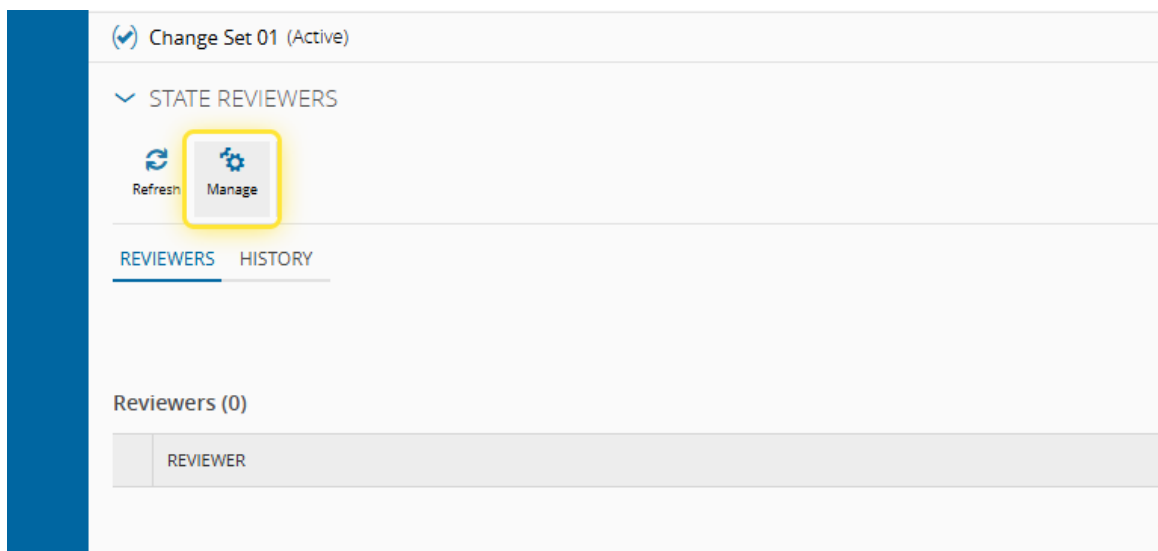 Change Set 01 (Active)
STATE REVIEWERS
Refresh Manage
REVIEWERS HISTORY
Reviewers (0)
REVIEWER